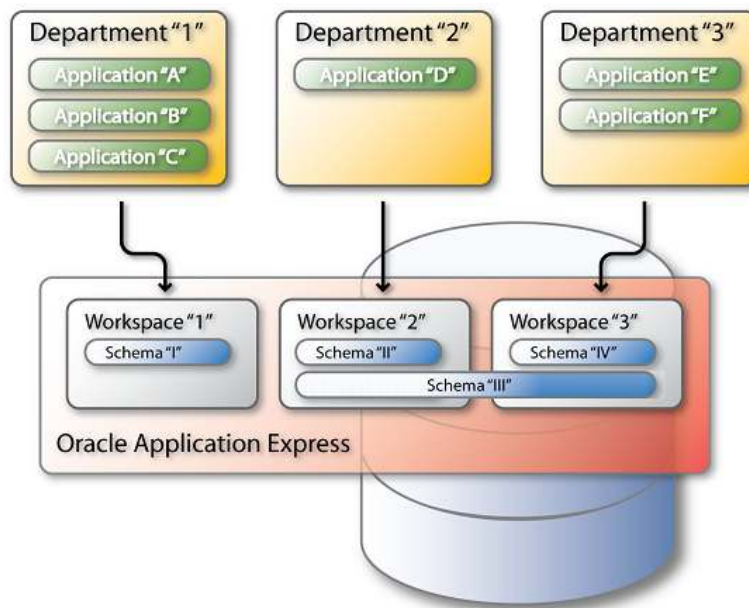 Department “1”
Application “A”
Application “B”
Application “C”
Department “2”
Application “D”
Department “3”
Application “E”
Application “F”
Workspace “1”
Schema “I”
Workspace “2”
Schema “II”
Workspace “3”
Schema “IV”
Schema “III”
Oracle Application Express